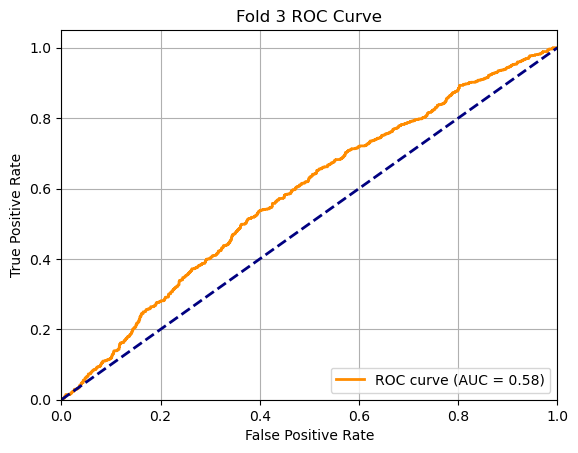 Fold 3 ROC Curve
True Positive Rate
1.0
0.8
0.6
0.4
0.2
0.0
ROC curve (AUC = 0.58)
0.0 0.2 0.4 0.6 0.8 1.0
False Positive Rate